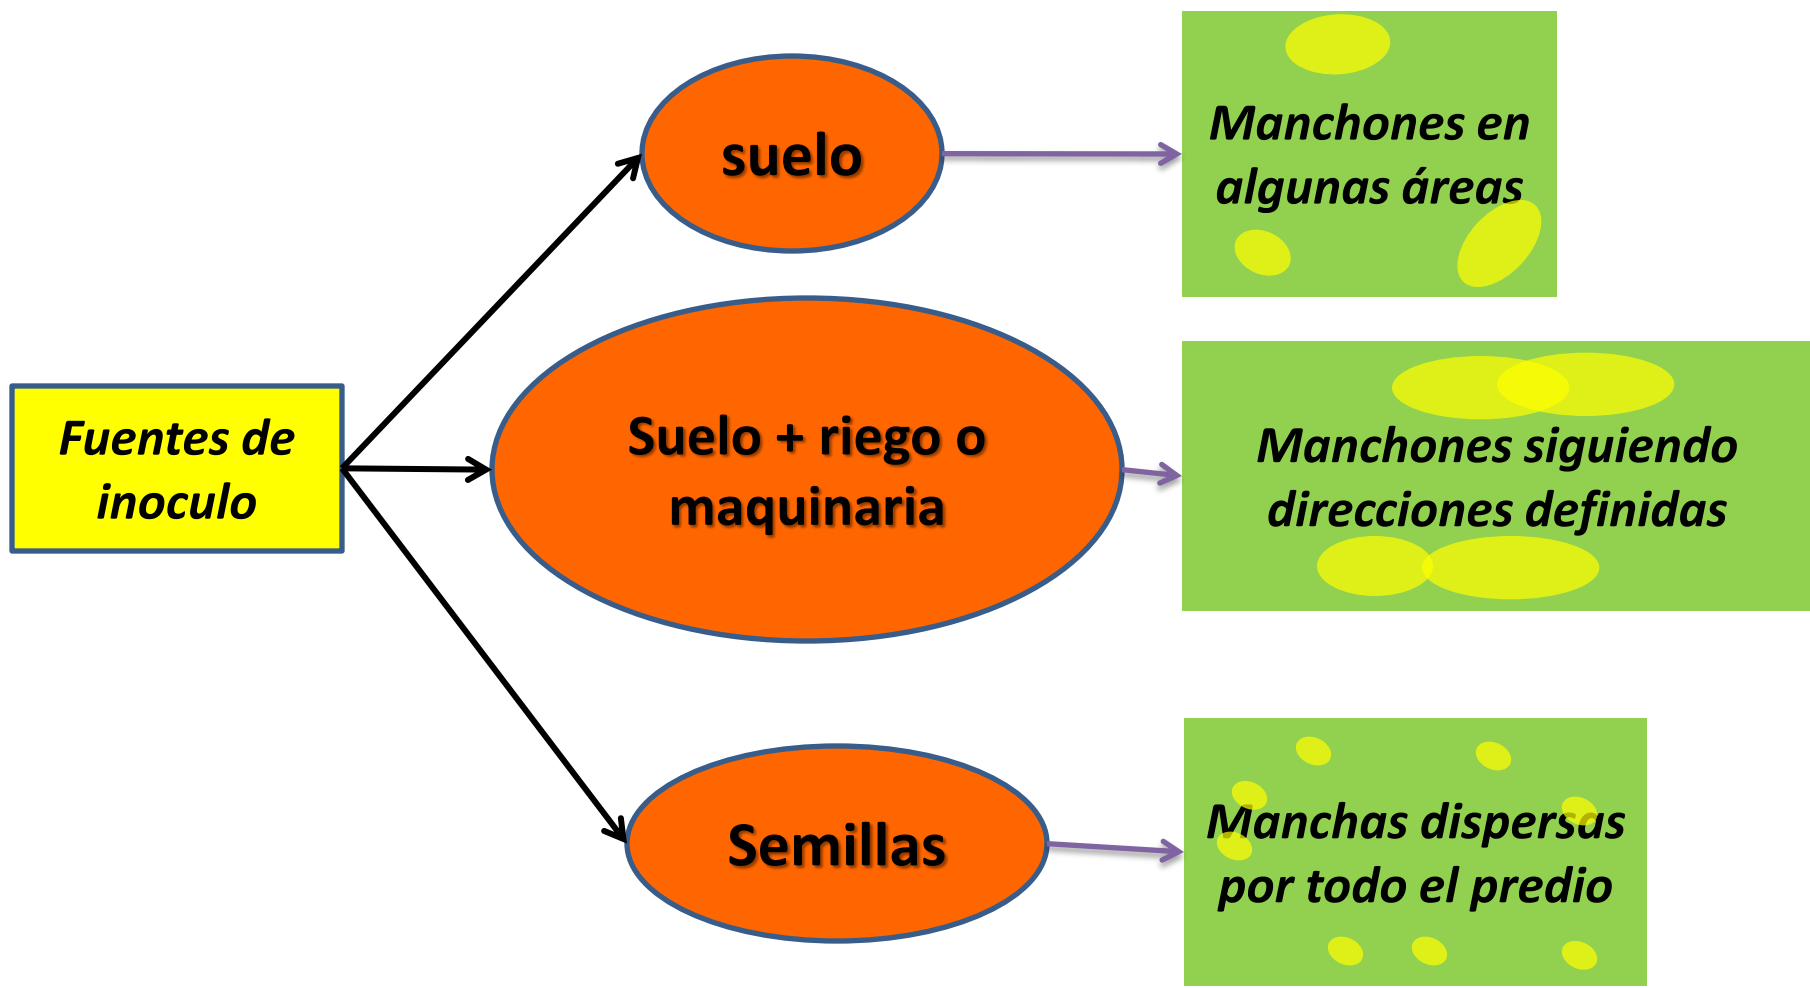 Fuentes de
inoculo
suelo
Manchones en
algunas áreas
Suelo + riego o
maquinaria
Manchones siguiendo
direcciones definidas
Semillas
Manchas dispersas
por todo el predio